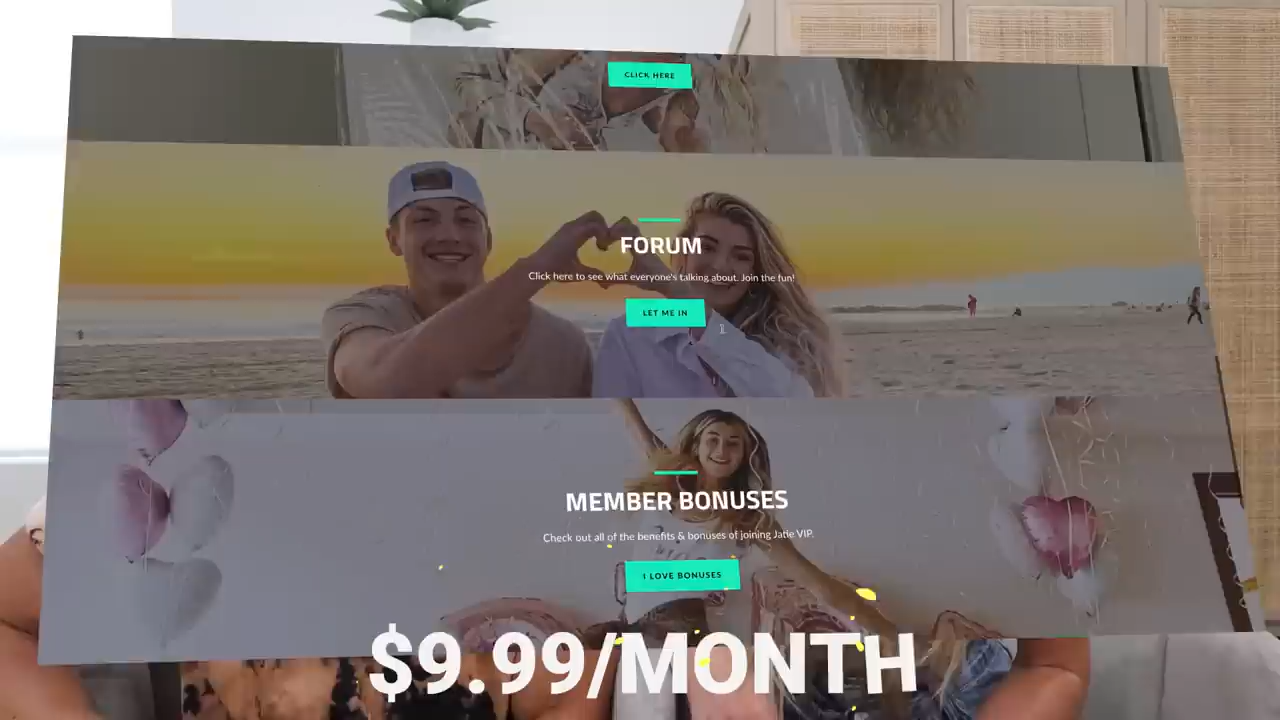 CLICK HERE
FORUM
Click here to see what everyone's talking about. Join the fun!
LET ME IN
MEMBER BONUSES
Check out all of the benefits & bonuses of joining Jatie VIP.
I LOVE BONUSES
$9.99/MONTH